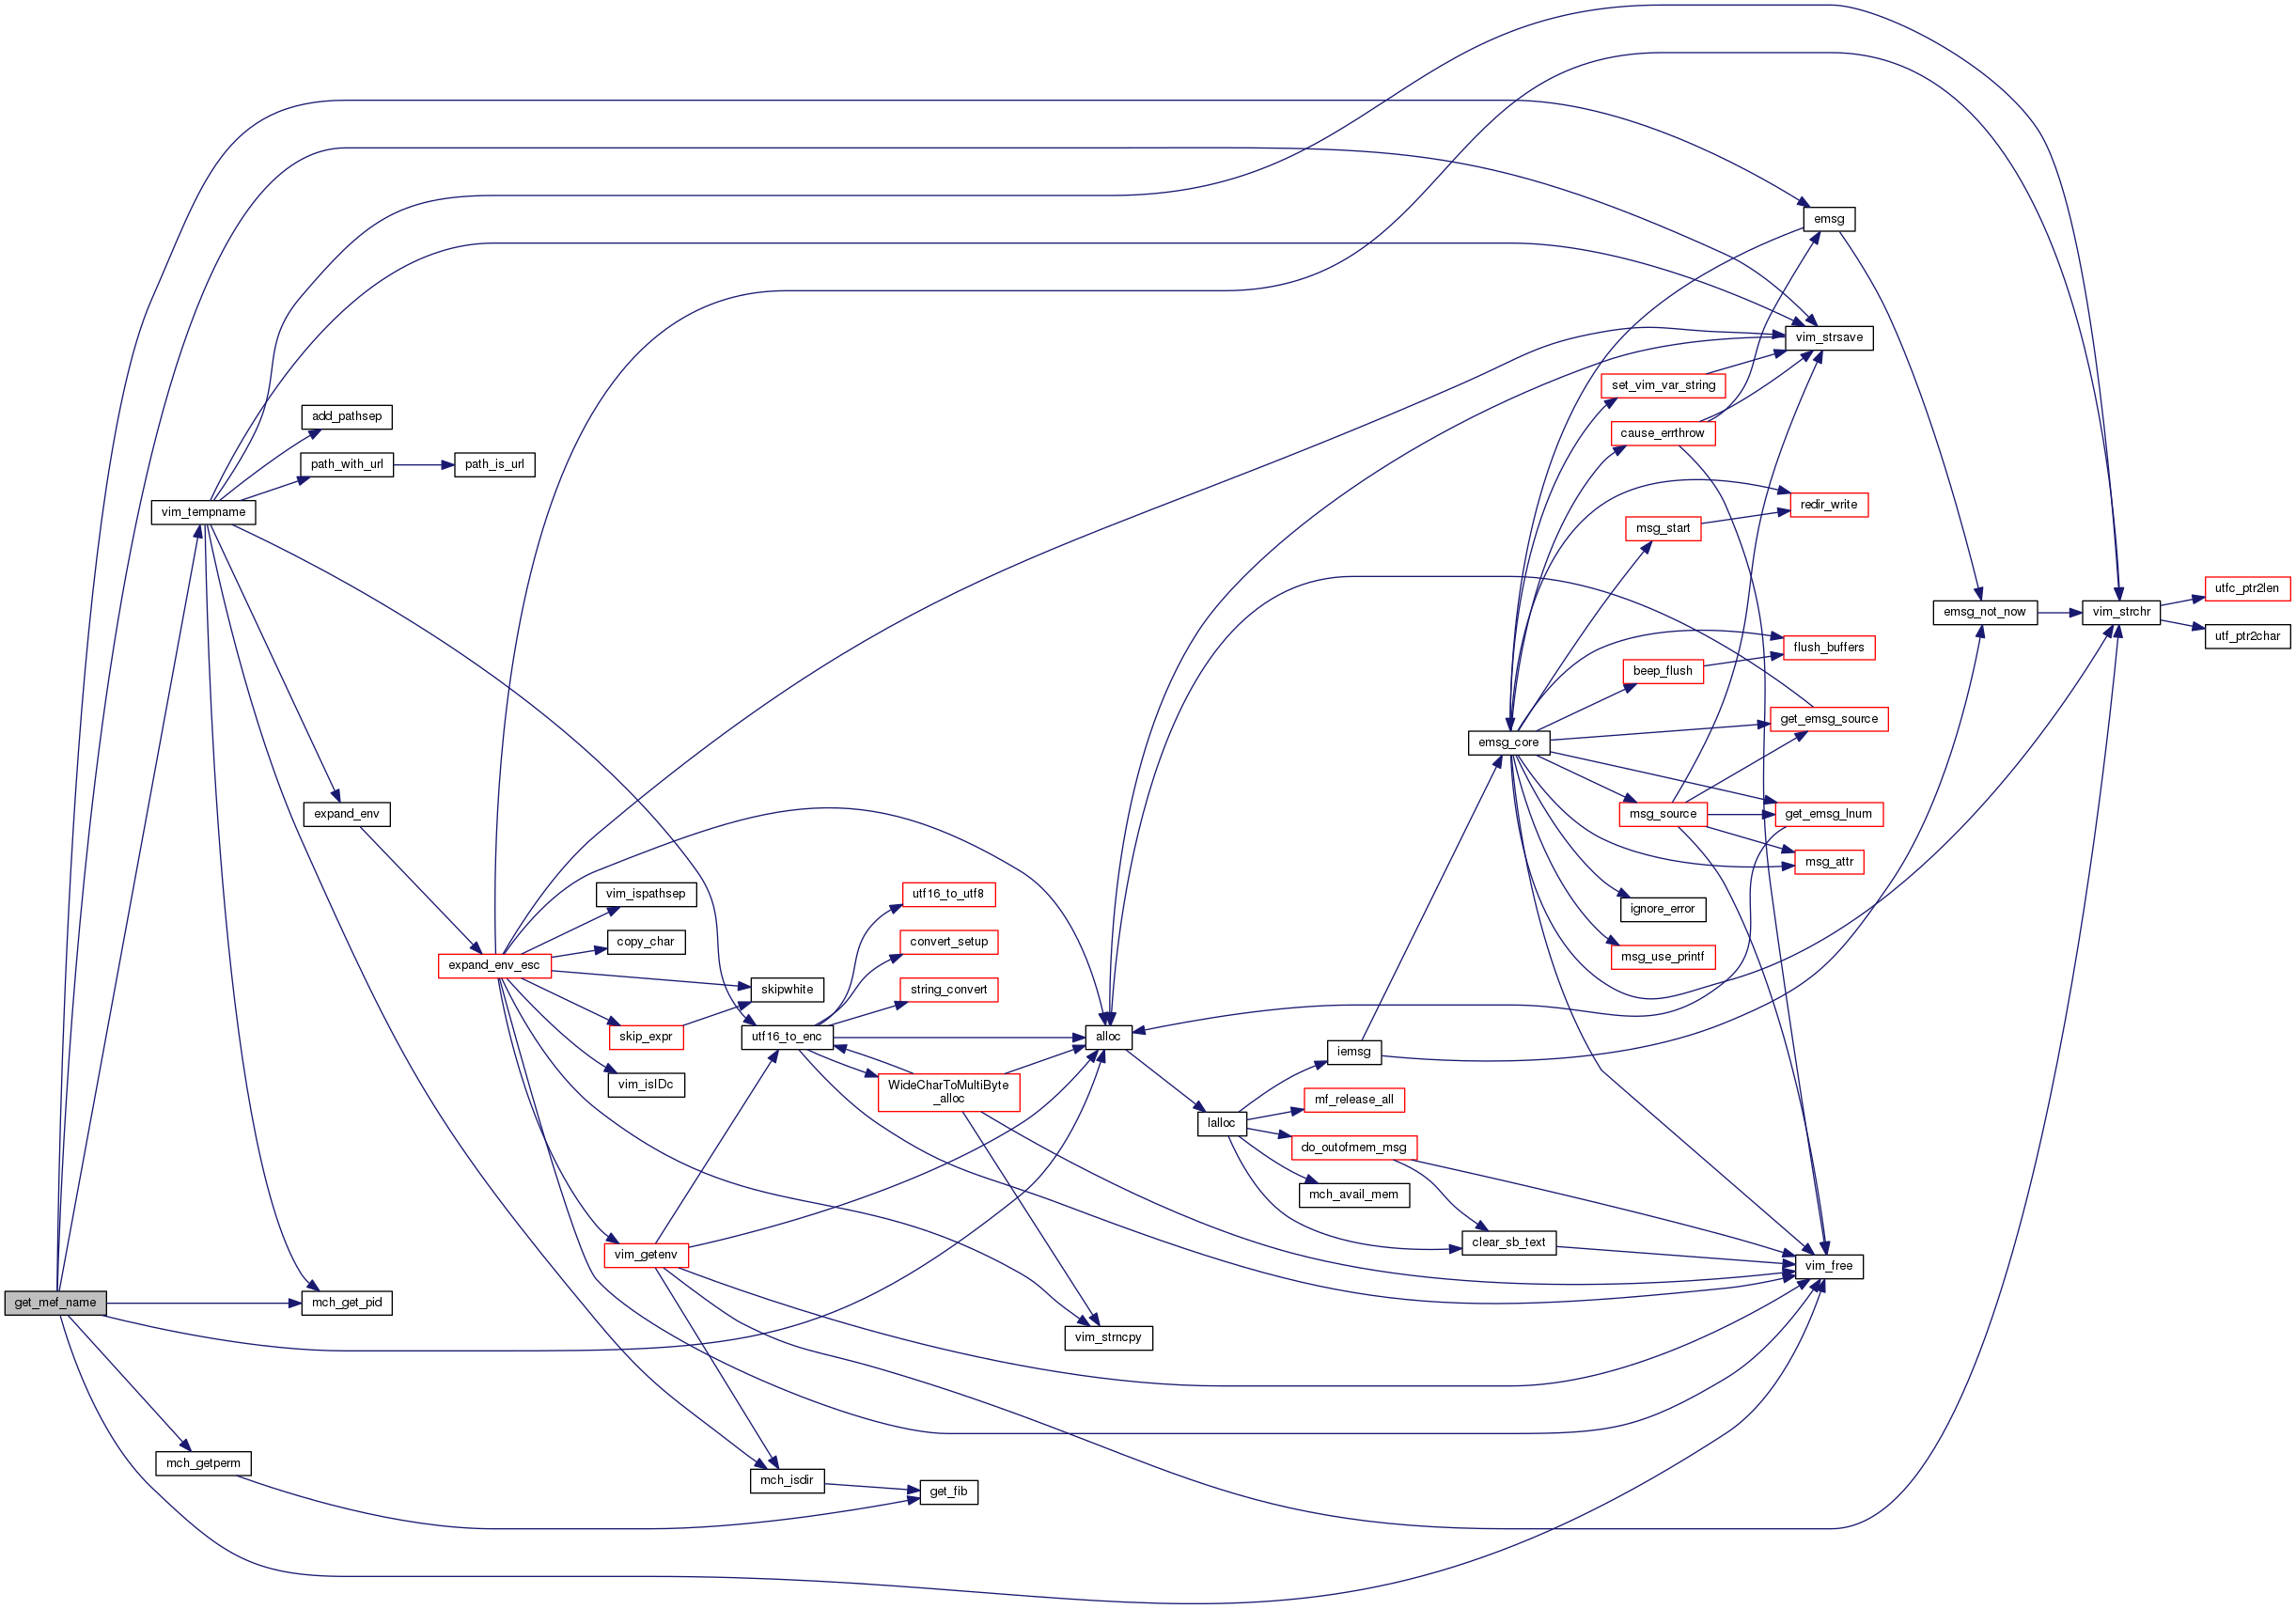 emsg
vim_strsave
set_vim_var_string
add_pathsep
cause_errthrow
path_with_url
path_is_url
redir_write
vim_tempname
msg_start
utfc_ptr2len
emsg_not_now
vim_strchr
utf_ptr2char
flush_buffers
beep_flush
get_emsg_source
emsg_core
expand_env
msg_source
get_emsg_lnum
msg_attr
vim_ispathsep
utf16_to_utf8
ignore_error
copy_char
convert_setup
msg_use_printf
expand_env_esc
skipwhite
string_convert
skip_expr
utf16_to_enc
alloc
iemsg
vim_isIDc
WideCharToMultiByte
_alloc
mf_release_all
lalloc
do_outofmem_msg
mch_avail_mem
clear_sb_text
vim_getenv
vim_free
get_mef_name
mch_get_pid
vim_strncpy
mch_getperm
mch_isdir
get_fib